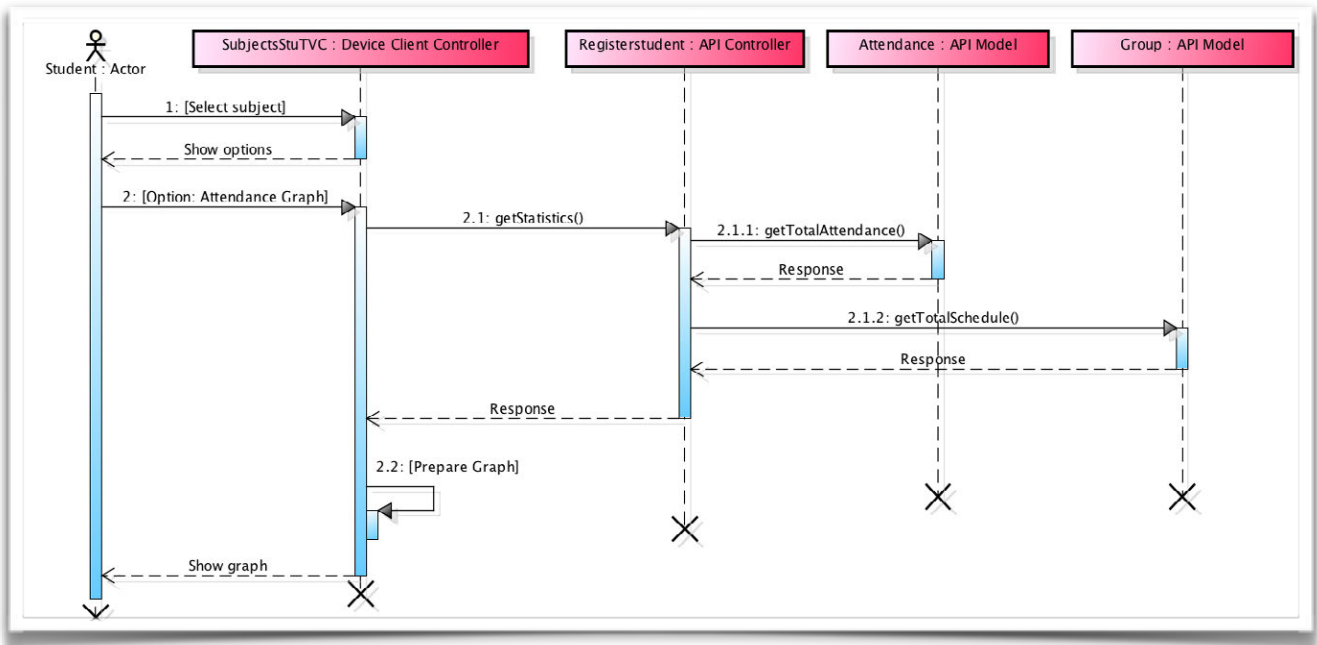 Student : Actor
SubjectsStuTVC : Device Client Controller
Registerstudent : API Controller
Attendance : API Model
Group : API Model
1: [Select subject]
Show options
2: [Option: Attendance Graph]
2.1: getStatistics()
2.1.1: getTotalAttendance()
Response
2.1.2: getTotalSchedule()
Response
Response
2.2: [Prepare Graph]
Show graph